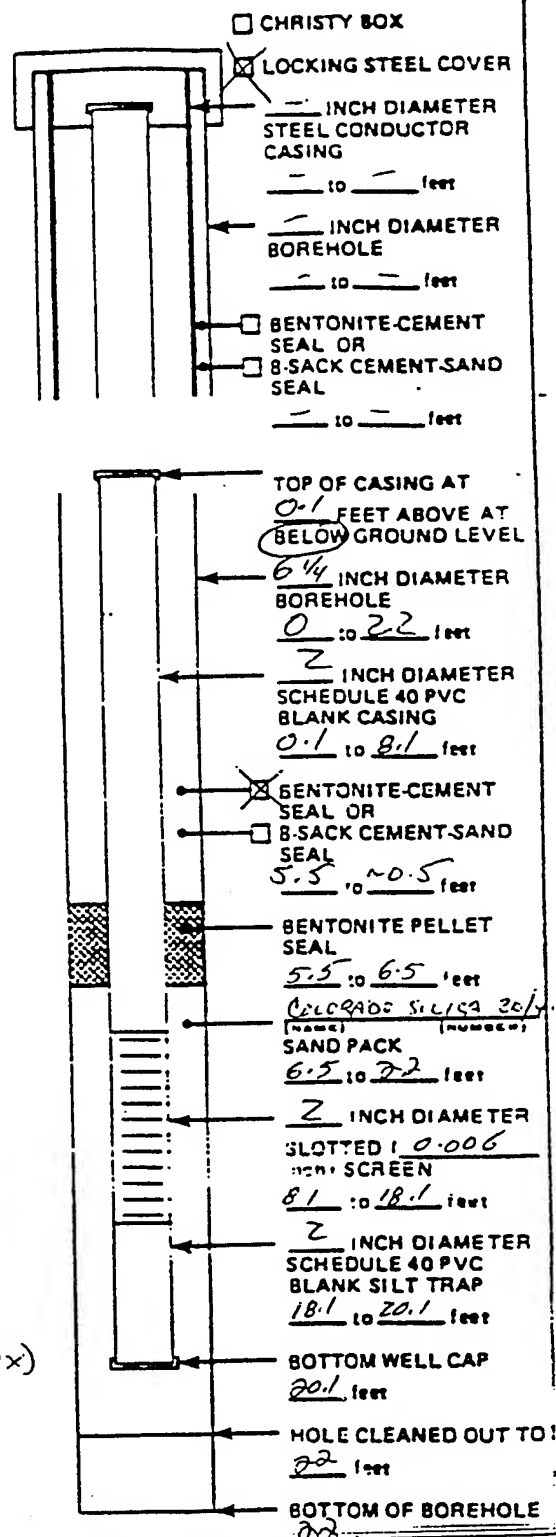 ☐ CHRISTY BOX
☒ LOCKING STEEL COVER
— INCH DIAMETER
STEEL CONDUCTOR
CASING
— to — feet
— INCH DIAMETER
BOREHOLE
— to — feet
☐ BENTONITE-CEMENT
SEAL OR
☐ 8-SACK CEMENT-SAND
SEAL
— to — feet
TOP OF CASING AT
0.1 FEET ABOVE AT
BELOW GROUND LEVEL
6 1/4 INCH DIAMETER
BOREHOLE
0 to 22 feet
2 INCH DIAMETER
SCHEDULE 40 PVC
BLANK CASING
0.1 to 8.1 feet
☒ BENTONITE-CEMENT
SEAL OR
☐ 8-SACK CEMENT-SAND
SEAL
5.5 to ~0.5 feet
BENTONITE PELLET
SEAL
5.5 to 6.5 feet
COLORADO SILICA
(NAME) (NUMBER)
SAND PACK
6.5 to 22 feet
2 INCH DIAMETER
SLOTTED ( 0.006
inch) SCREEN
8.1 to 18.1 feet
2 INCH DIAMETER
SCHEDULE 40 PVC
BLANK SILT TRAP
18.1 to 20.1 feet
x)
BOTTOM WELL CAP
20.1 feet
HOLE CLEANED OUT TO
22 feet
BOTTOM OF BOREHOLE
22